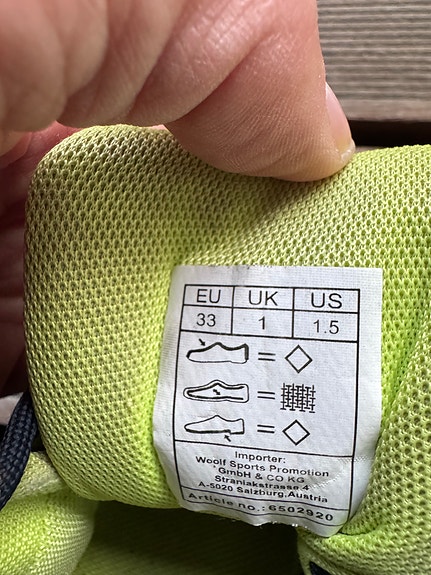 EU UK US
33 1 1.5
=
=
=
Importer:
Woolf Sports Promotion
GmbH & CO KG
Straniakstrasse.4
A-5020 Salzburg,Austria
Article no.:6502920